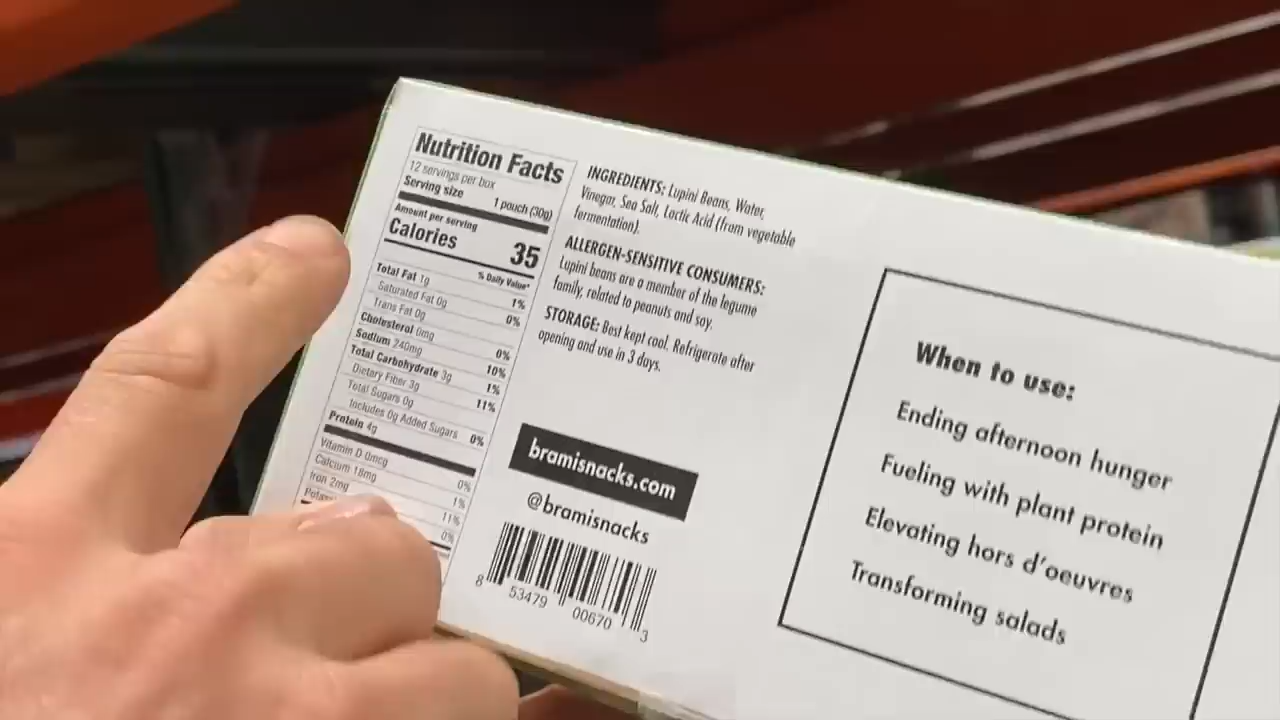 Nutrition Facts
12 servings per box
Serving size 1 pouch (30g)
Amount per serving
Calories 35
% Daily Value*
Total Fat 1g 1%
Saturated Fat 0g 0%
Trans Fat 0g
Cholesterol 0mg 0%
Sodium 240mg 10%
Total Carbohydrate 3g 1%
Dietary Fiber 3g 11%
Total Sugars 0g
Includes 0g Added Sugars 0%
Protein 4g
Vitamin D 0mcg 0%
Calcium 18mg 1%
Iron 2mg 11%
0%
INGREDIENTS: Lupini Beans, Water,
Vinegar, Sea Salt, Lactic Acid (from vegetable
fermentation).
ALLERGEN-SENSITIVE CONSUMERS:
Lupini beans are a member of the legume
family, related to peanuts and soy.
STORAGE: Best kept cool. Refrigerate after
opening and use in 3 days.
bramisnacks.com
@bramisnacks
8 53479 00670 3
When to use:
Ending afternoon hunger
Fueling with plant protein
Elevating hors d'oeuvres
Transforming salads